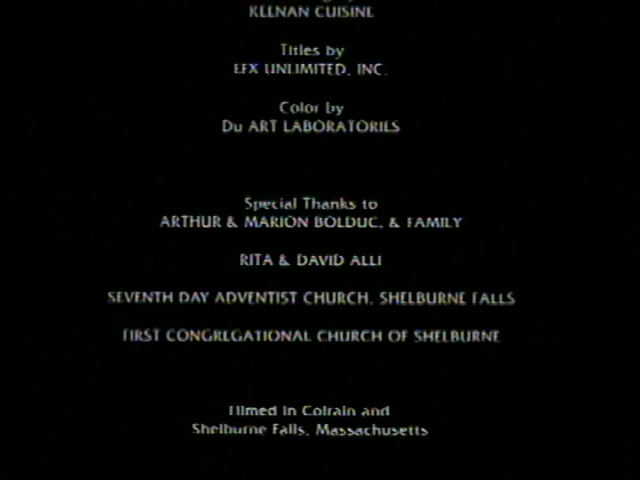 KEENAN CUISINE
Titles by
EFX UNLIMITED, INC.
Color by
Du ART LABORATORIES
Special Thanks to
ARTHUR & MARION BOLDUC, & FAMILY
RITA & DAVID ALLI
SEVENTH DAY ADVENTIST CHURCH, SHELBURNE FALLS
FIRST CONGREGATIONAL CHURCH OF SHELBURNE
Filmed in Colrain and
Shelburne Falls, Massachusetts